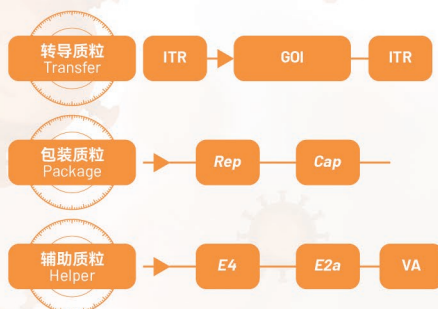 转导质粒
Transfer
ITR
GOI
ITR
包装质粒
Package
Rep
Cap
辅助质粒
Helper
E4
E2a
VA